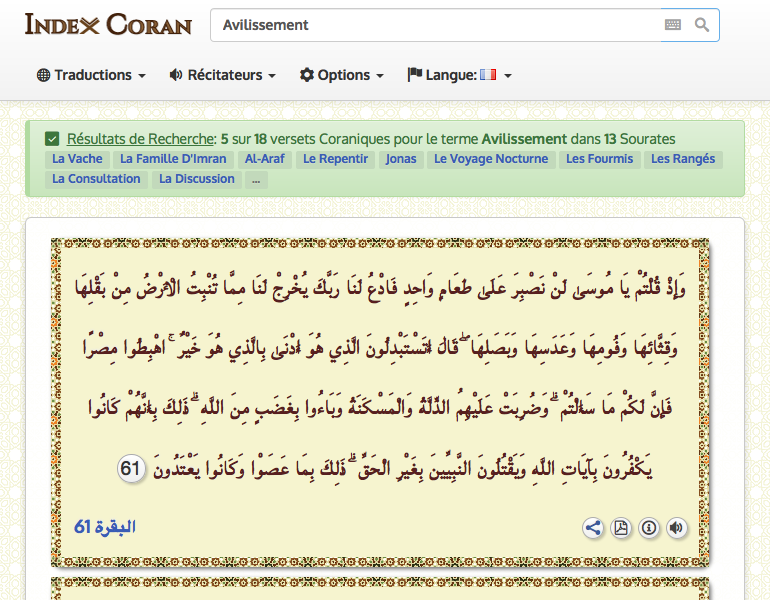 INDEX CORAN
Avilissement
Traductions Récitateurs Options Langue:
Résultats de Recherche: 5 sur 18 versets Coraniques pour le terme Avilissement dans 13 Sourates
La Vache La Famille D'Imran Al-Araf Le Repentir Jonas Le Voyage Nocturne Les Fourmis Les Rangés
La Consultation La Discussion ...
وَإِذْ قُلْتُمْ يَا مُوسَىٰ لَنْ نَصْبِرَ عَلَىٰ طَعَامٍ وَاحِدٍ فَادْعُ لَنَا رَبَّكَ يُخْرِجْ لَنَا مِمَّا تُنْبِتُ الْأَرْضُ مِنْ بَقْلِهَا
وَقِثَّائِهَا وَفُومِهَا وَعَدَسِهَا وَبَصَلِهَا ۖ قَالَ أَتَسْتَبْدِلُونَ الَّذِي هُوَ أَدْنَىٰ بِالَّذِي هُوَ خَيْرٌ ۚ اهْبِطُوا مِصْرًا
فَإِنَّ لَكُمْ مَا سَأَلْتُمْ ۗ وَضُرِبَتْ عَلَيْهِمُ الذِّلَّةُ وَالْمَسْكَنَةُ وَبَاءُوا بِغَضَبٍ مِنَ اللَّهِ ۗ ذَٰلِكَ بِأَنَّهُمْ كَانُوا
يَكْفُرُونَ بِآيَاتِ اللَّهِ وَيَقْتُلُونَ النَّبِيِّينَ بِغَيْرِ الْحَقِّ ۗ ذَٰلِكَ بِمَا عَصَوْا وَكَانُوا يَعْتَدُونَ 61
البقرة 61